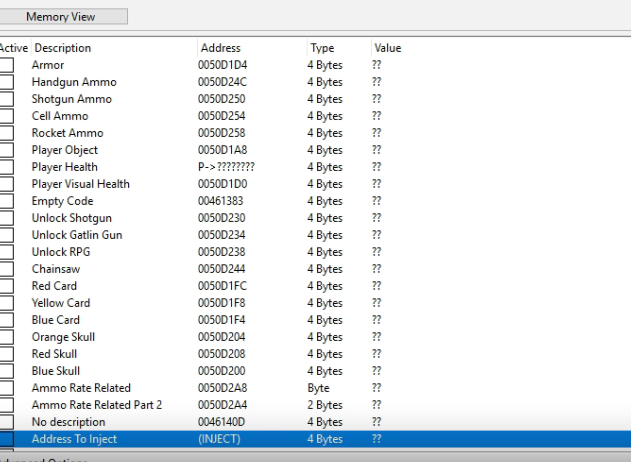 Memory View
Active Description Address Type Value
Armor 0050D1D4 4 Bytes ??
Handgun Ammo 0050D24C 4 Bytes ??
Shotgun Ammo 0050D250 4 Bytes ??
Cell Ammo 0050D254 4 Bytes ??
Rocket Ammo 0050D258 4 Bytes ??
Player Object 0050D1A8 4 Bytes ??
Player Health P->???????? 4 Bytes ??
Player Visual Health 0050D1D0 4 Bytes ??
Empty Code 00461383 4 Bytes ??
Unlock Shotgun 0050D230 4 Bytes ??
Unlock Gatlin Gun 0050D234 4 Bytes ??
Unlock RPG 0050D238 4 Bytes ??
Chainsaw 0050D244 4 Bytes ??
Red Card 0050D1FC 4 Bytes ??
Yellow Card 0050D1F8 4 Bytes ??
Blue Card 0050D1F4 4 Bytes ??
Orange Skull 0050D204 4 Bytes ??
Red Skull 0050D208 4 Bytes ??
Blue Skull 0050D200 4 Bytes ??
Ammo Rate Related 0050D2A8 Byte ??
Ammo Rate Related Part 2 0050D2A4 2 Bytes ??
No description 0046140D 4 Bytes ??
Address To Inject (INJECT) 4 Bytes ??